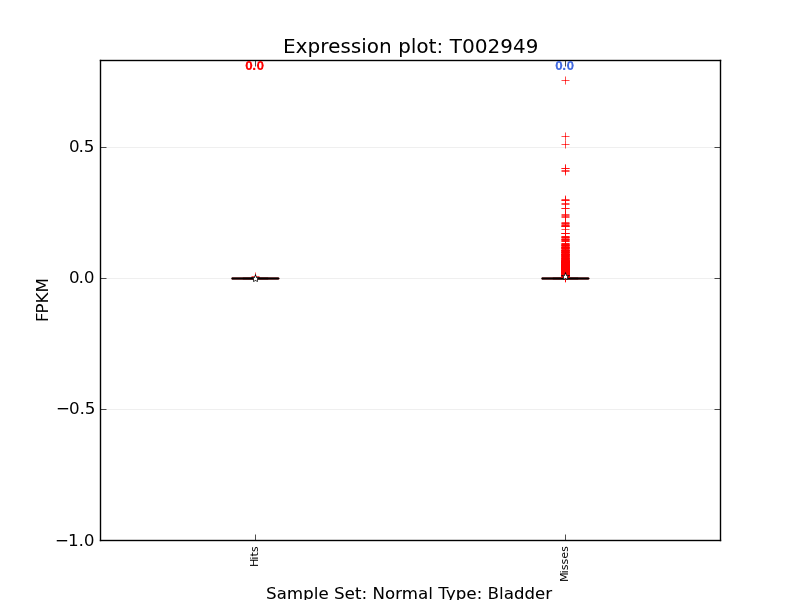 Expression plot: T002949
0.0 0.0
0.5
0.0
−0.5
−1.0
FPKM
Hits
Misses
Sample Set: Normal Type: Bladder